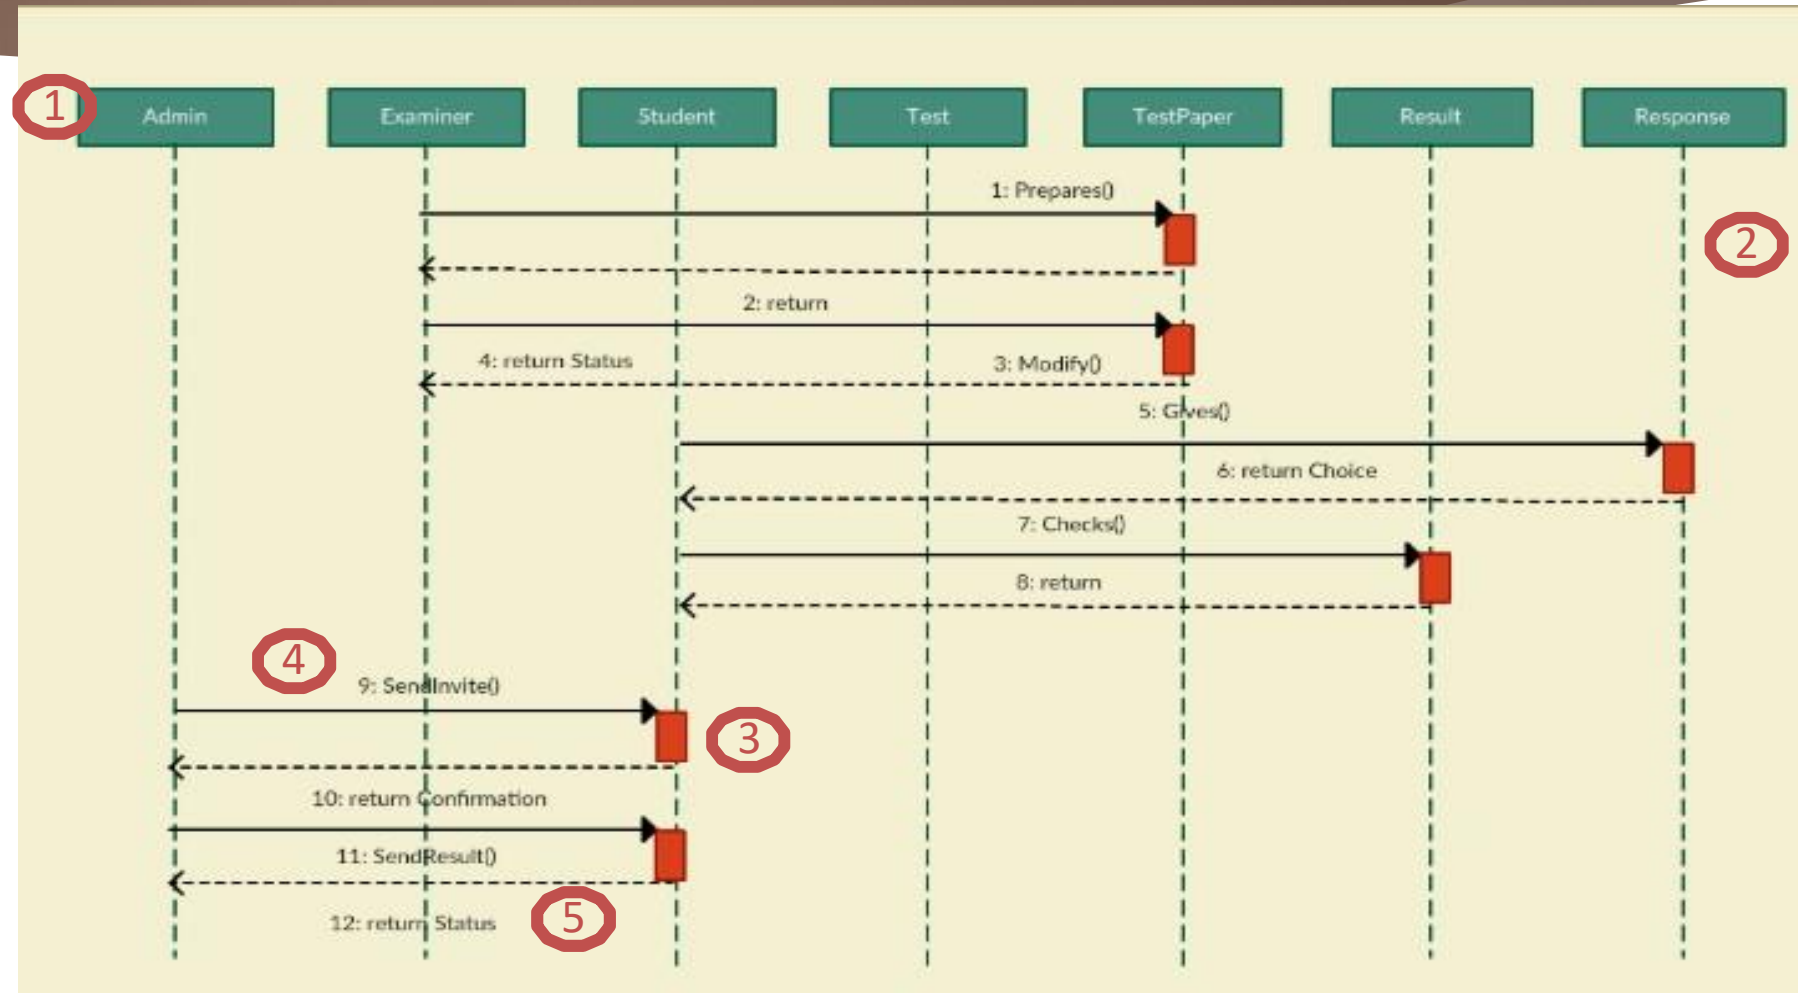 1
Admin
Examiner
Student
Test
TestPaper
Result
Response
1: Prepares()
2
2: return
4: return Status
3: Modify()
5: Gives()
6: return Choice
7: Checks()
8: return
4
9: SendInvite()
3
10: return Confirmation
11: SendResult()
12: return Status
5